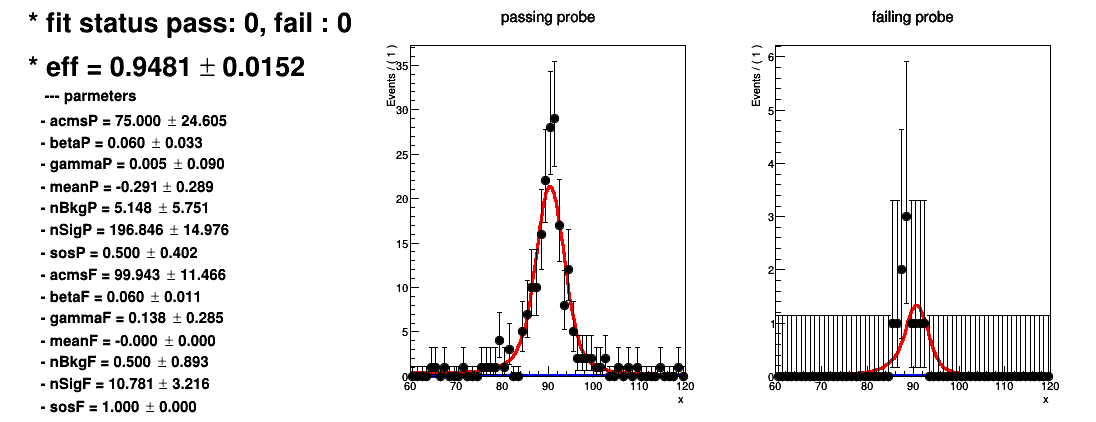 * fit status pass: 0, fail : 0
* eff = 0.9481 ± 0.0152
--- parmeters
- acmsP = 75.000 ± 24.605
- betaP = 0.060 ± 0.033
- gammaP = 0.005 ± 0.090
- meanP = -0.291 ± 0.289
- nBkgP = 5.148 ± 5.751
- nSigP = 196.846 ± 14.976
- sosP = 0.500 ± 0.402
- acmsF = 99.943 ± 11.466
- betaF = 0.060 ± 0.011
- gammaF = 0.138 ± 0.285
- meanF = -0.000 ± 0.000
- nBkgF = 0.500 ± 0.893
- nSigF = 10.781 ± 3.216
- sosF = 1.000 ± 0.000
passing probe
Events / ( 1 )
35
30
25
20
15
10
5
0
60 70 80 90 100 110 120
x
failing probe
Events / ( 1 )
6
5
4
3
2
1
0
60 70 80 90 100 110 120
x